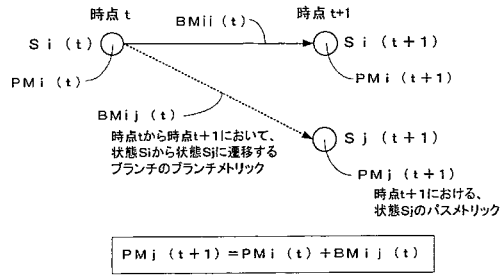 時点 t
時点 t+1
BMii (t)
Si (t)
Si (t+1)
PMi (t)
PMi (t+1)
BMij (t)
時点tから時点t+1において、
状態Siから状態Sjに遷移する
ブランチのブランチメトリック
Sj (t+1)
PMj (t+1)
時点t+1における、
状態Sjのパスメトリック
PMj (t+1) =PMi (t) +BMij (t)